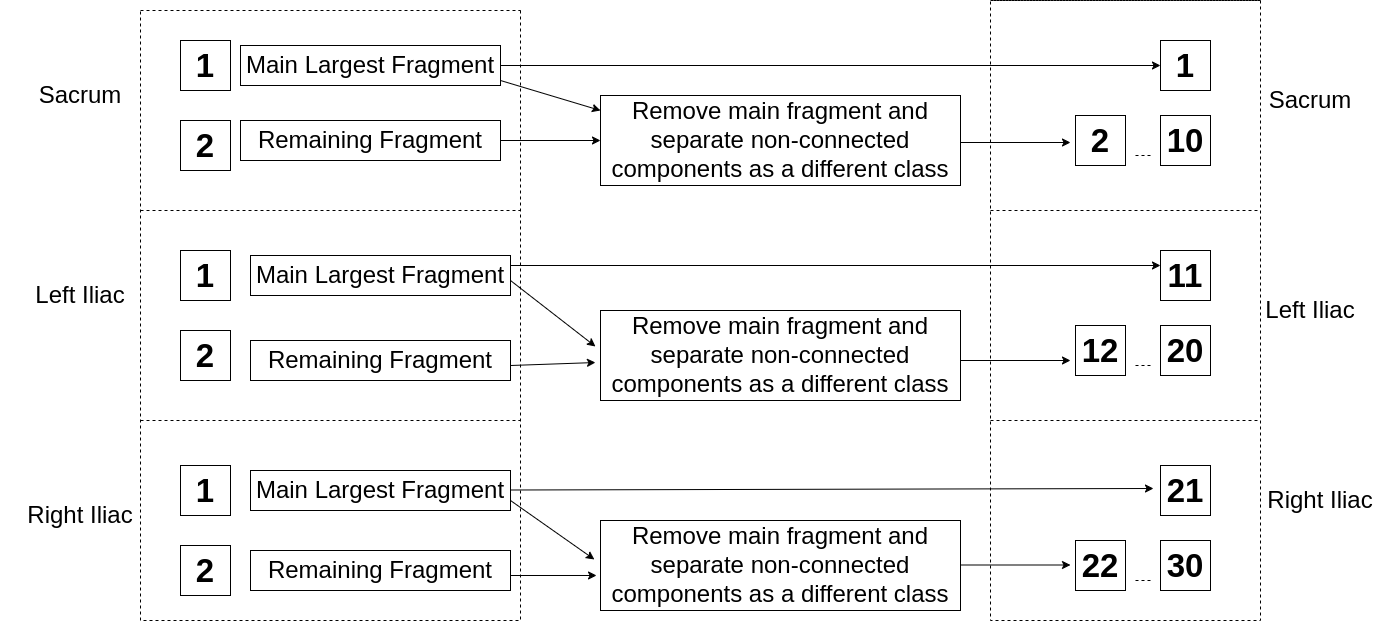 Sacrum
1
Main Largest Fragment
2
Remaining Fragment
Remove main fragment and
separate non-connected
components as a different class
1
2 ... 10
Sacrum
Left Iliac
1
Main Largest Fragment
2
Remaining Fragment
Remove main fragment and
separate non-connected
components as a different class
11
12 ... 20
Left Iliac
Right Iliac
1
Main Largest Fragment
2
Remaining Fragment
Remove main fragment and
separate non-connected
components as a different class
21
22 ... 30
Right Iliac